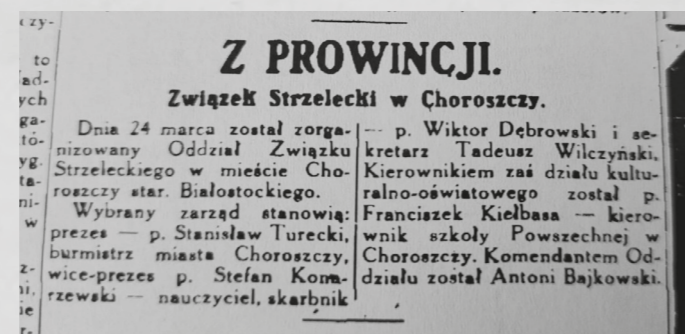 Z PROWINCJI.
Związek Strzelecki w Choroszczy.
Dnia 24 marca został zorga-
nizowany Oddział Związku
Strzeleckiego w mieście Cho-
roszczy star. Białostockiego.
Wybrany zarząd stanowią:
prezes — p. Stanisław Turecki,
burmistrz miasta Choroszczy,
wice-prezes p. Stefan Kona-
rzewski — nauczyciel, skarbnik
— p. Wiktor Dębrowski i se-
kretarz Tadeusz Wilczyński.
Kierownikiem zaś działu kultu-
ralno-oświatowego został p.
Franciszek Kiełbasa — kiero-
wnik szkoły Powszechnej w
Choroszczy. Komendantem Od-
działu został Antoni Bajkowski.